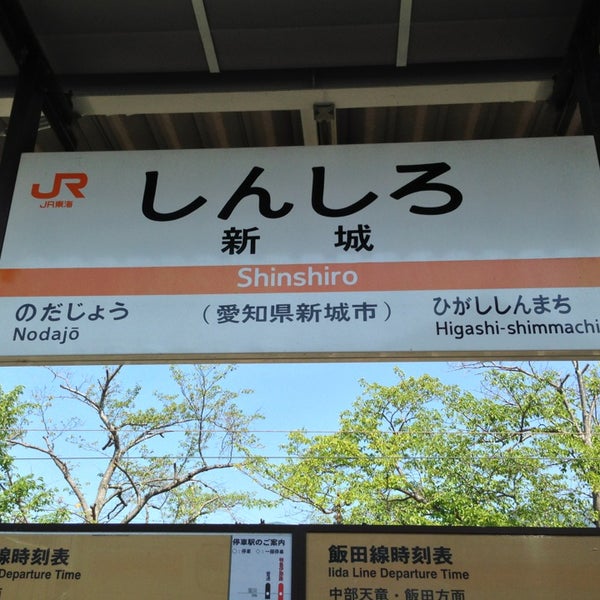 JR
JR東海
しんしろ
新城
Shinshiro
のだじょう
Nodajō
（愛知県新城市）
ひがししんまち
Higashi-shimmachi
線時刻表
Departure Time
停車駅のご案内
飯田線時刻表
Iida Line Departure Time
中部天竜・飯田方面